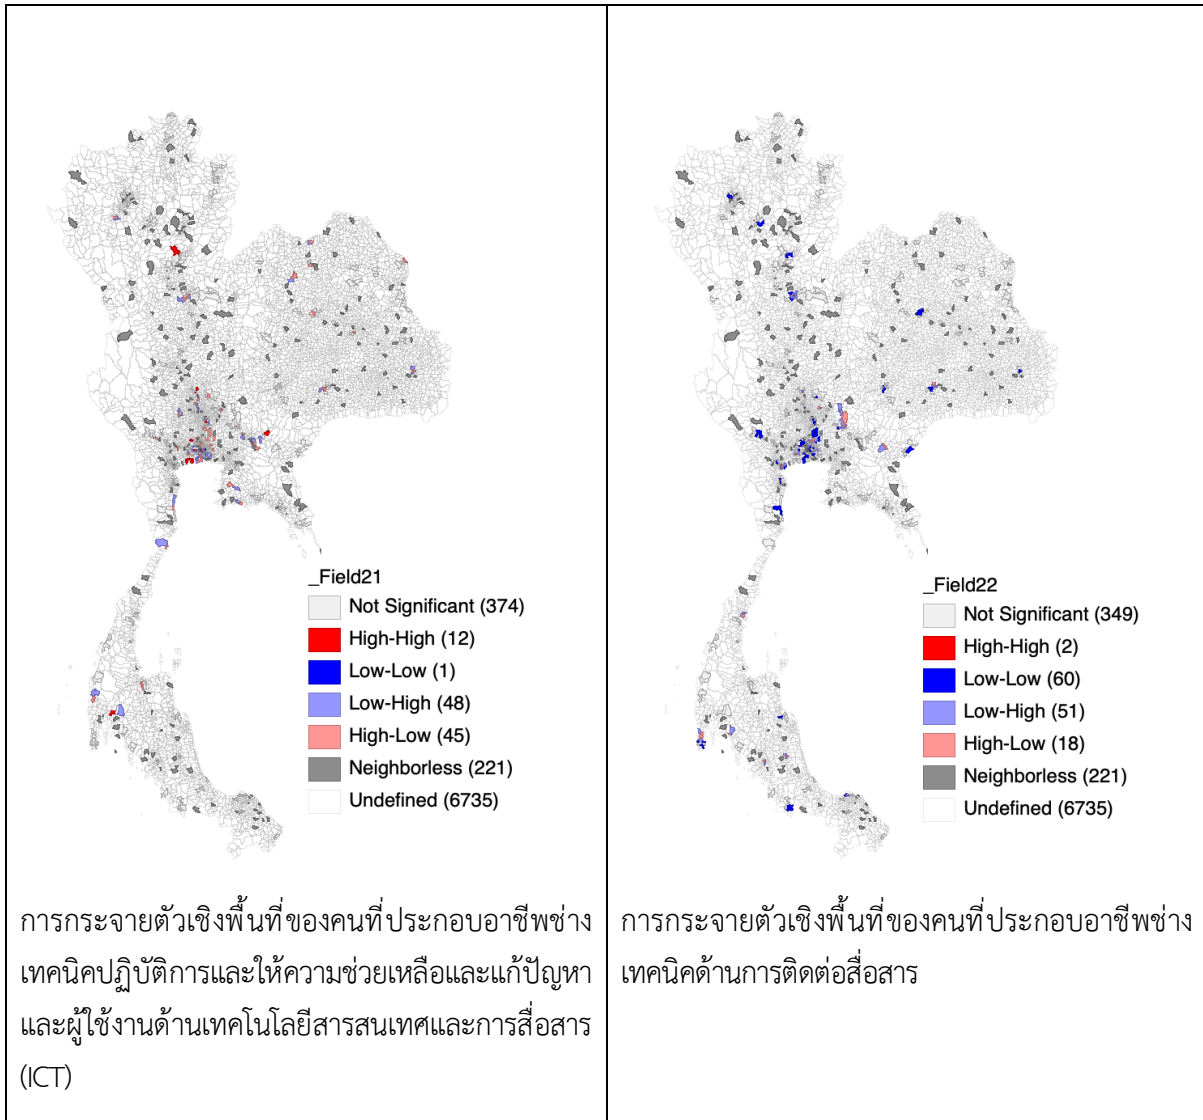 _Field21
Not Significant (374)
High-High (12)
Low-Low (1)
Low-High (48)
High-Low (45)
Neighborless (221)
Undefined (6735)
การกระจายตัวเชิงพื้นที่ของคนที่ประกอบอาชีพช่าง
เทคนิคปฏิบัติการและให้ความช่วยเหลือและแก้ปัญหา
และผู้ใช้งานด้านเทคโนโลยีสารสนเทศและการสื่อสาร
(ICT)
_Field22
Not Significant (349)
High-High (2)
Low-Low (60)
Low-High (51)
High-Low (18)
Neighborless (221)
Undefined (6735)
การกระจายตัวเชิงพื้นที่ของคนที่ประกอบอาชีพช่าง
เทคนิคด้านการติดต่อสื่อสาร